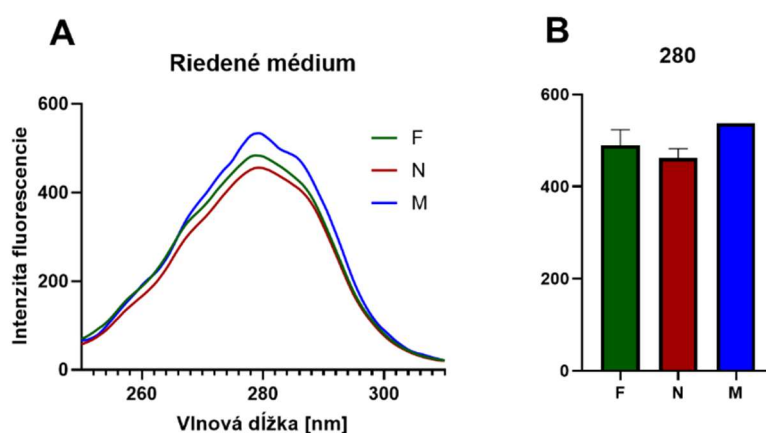 A
Riedené médium
600
400
200
0
Intenzita fluorescencie
260
280
300
Vlnová dĺžka [nm]
F
N
M
B
280
600
400
200
0
F
N
M